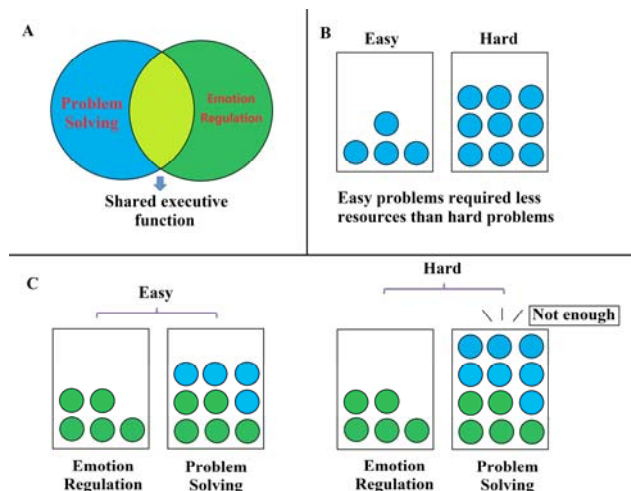 A
Problem
Solving
Emotion
Regulation
Shared executive
function
B
Easy
Hard
Easy problems required less
resources than hard problems
C
Easy
Emotion
Regulation
Problem
Solving
Hard
Not enough
Emotion
Regulation
Problem
Solving